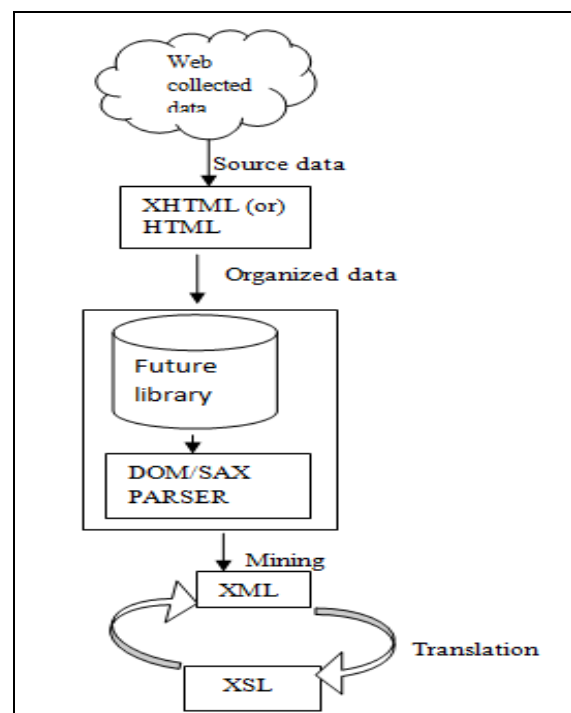 Web
collected
data
Source data
XHTML (or)
HTML
Organized data
Future
library
DOM/SAX
PARSER
Mining
XML
Translation
XSL